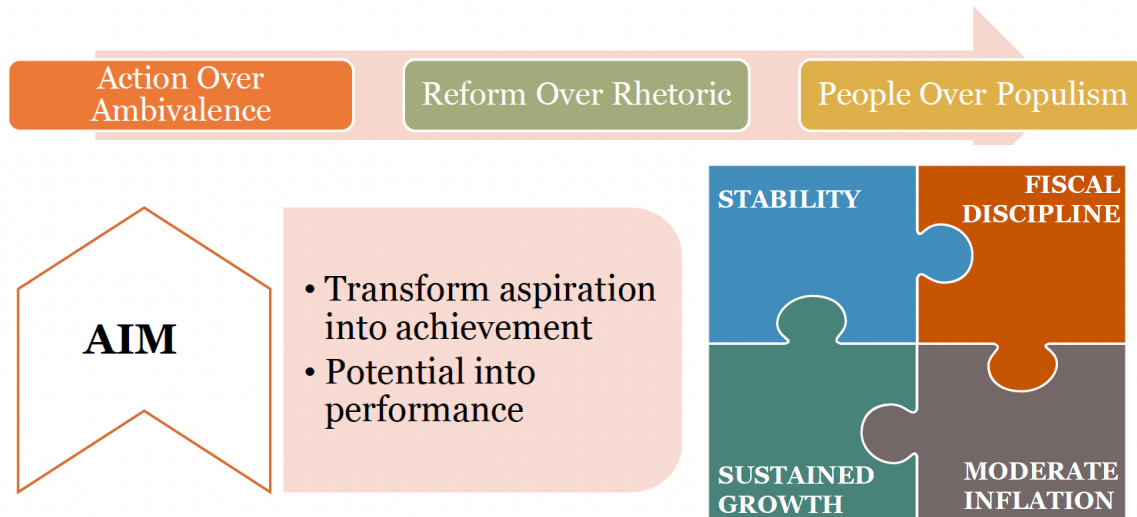 Action Over
Ambivalence
Reform Over Rhetoric
People Over Populism
AIM
• Transform aspiration
into achievement
• Potential into
performance
STABILITY
FISCAL
DISCIPLINE
SUSTAINED
GROWTH
MODERATE
INFLATION